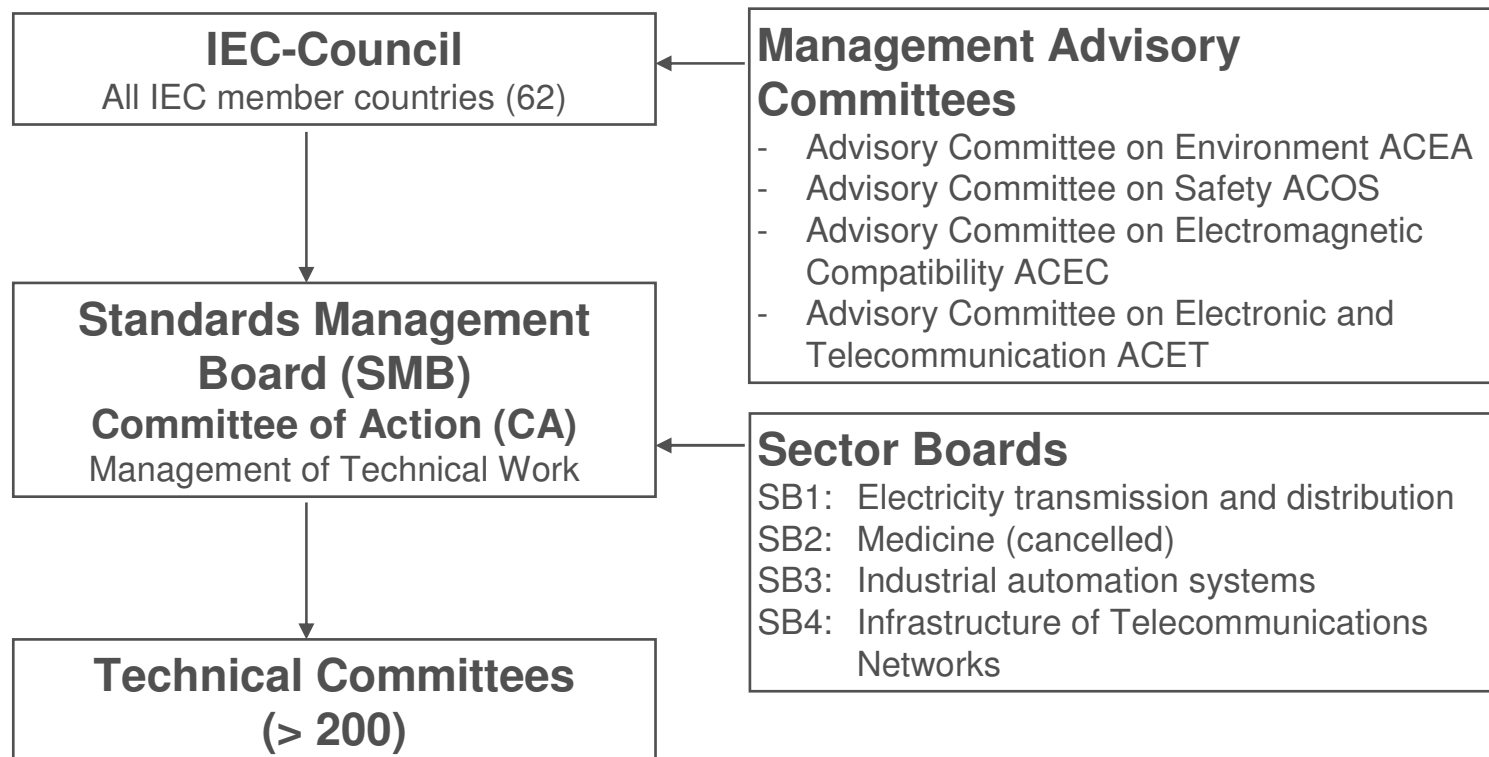 IEC-Council
All IEC member countries (62)
Management Advisory
Committees
- Advisory Committee on Environment ACEA
- Advisory Committee on Safety ACOS
- Advisory Committee on Electromagnetic
Compatibility ACEC
- Advisory Committee on Electronic and
Telecommunication ACET
Standards Management
Board (SMB)
Committee of Action (CA)
Management of Technical Work
Sector Boards
SB1: Electricity transmission and distribution
SB2: Medicine (cancelled)
SB3: Industrial automation systems
SB4: Infrastructure of Telecommunications
Networks
Technical Committees
(> 200)